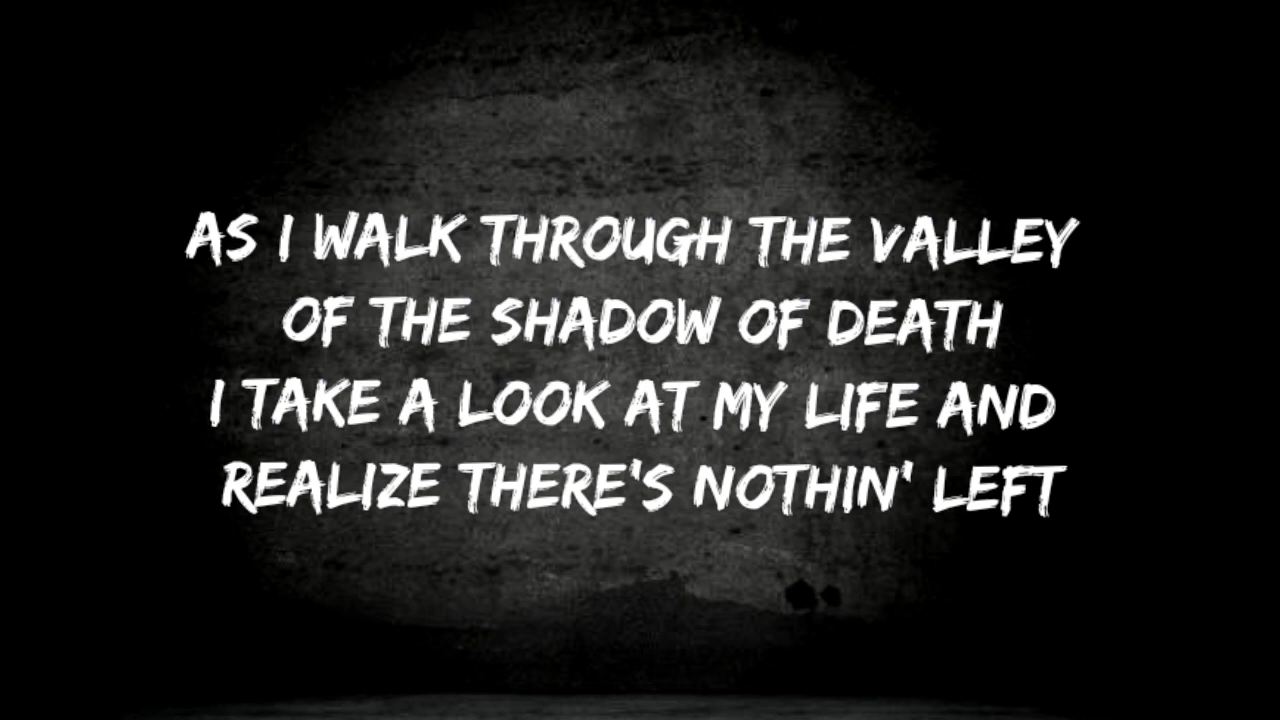 AS I WALK THROUGH THE VALLEY
OF THE SHADOW OF DEATH
I TAKE A LOOK AT MY LIFE AND
REALIZE THERE'S NOTHIN' LEFT